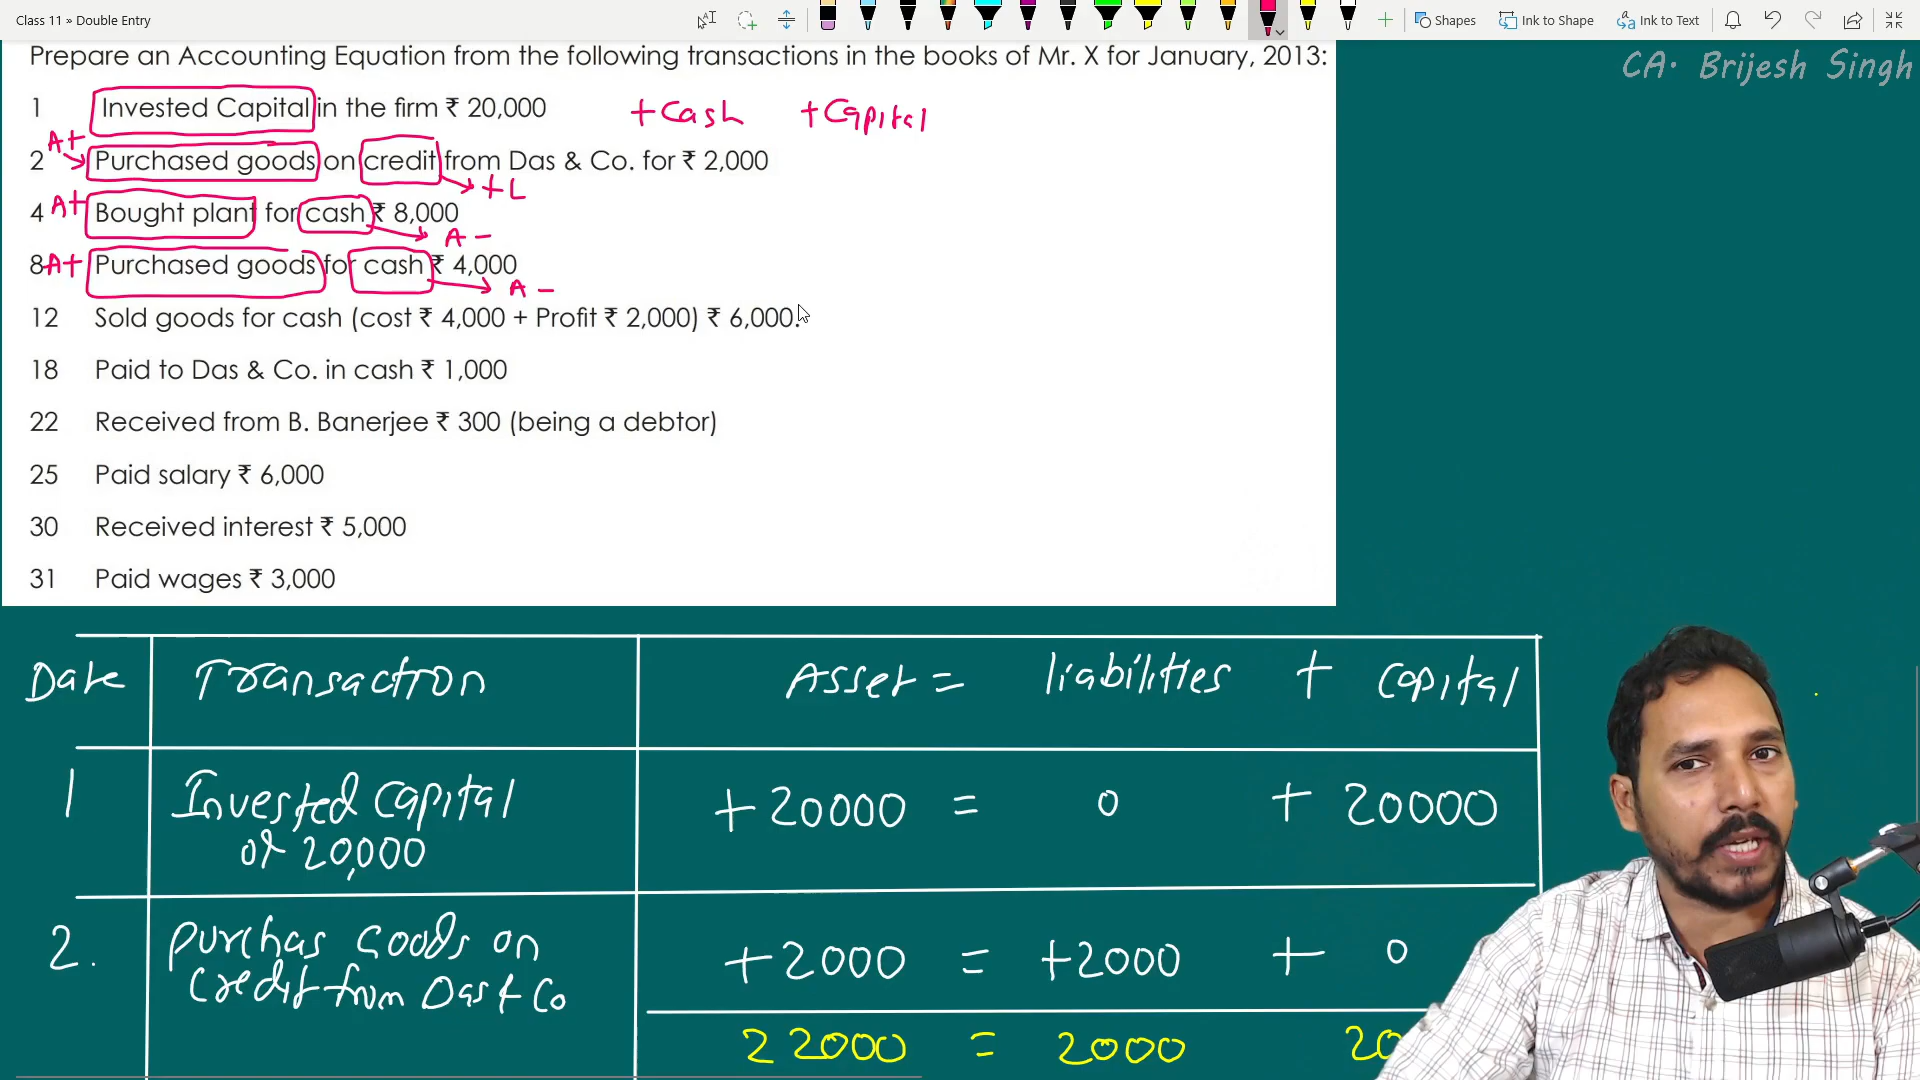 Class 11 » Double Entry
Shapes
Ink to Shape
Ink to Text
CA. Brijesh Singh
Prepare an Accounting Equation from the following transactions in the books of Mr. X for January, 2013:
1 Invested Capital in the firm ₹ 20,000 +Cash +Capital
A+
2 Purchased goods on credit from Das & Co. for ₹ 2,000
+L
4 A+ Bought plant for cash ₹ 8,000
A -
8 A+ Purchased goods for cash ₹ 4,000
A -
12 Sold goods for cash (cost ₹ 4,000 + Profit ₹ 2,000) ₹ 6,000.
18 Paid to Das & Co. in cash ₹ 1,000
22 Received from B. Banerjee ₹ 300 (being a debtor)
25 Paid salary ₹ 6,000
30 Received interest ₹ 5,000
31 Paid wages ₹ 3,000
Date Transaction Asset = liabilities + Capital
1 Invested Capital +20000 = 0 + 20000
of 20,000
2. Purchas Goods on +2000 = +2000 + 0
Credit from Das & Co
22000 = 2000